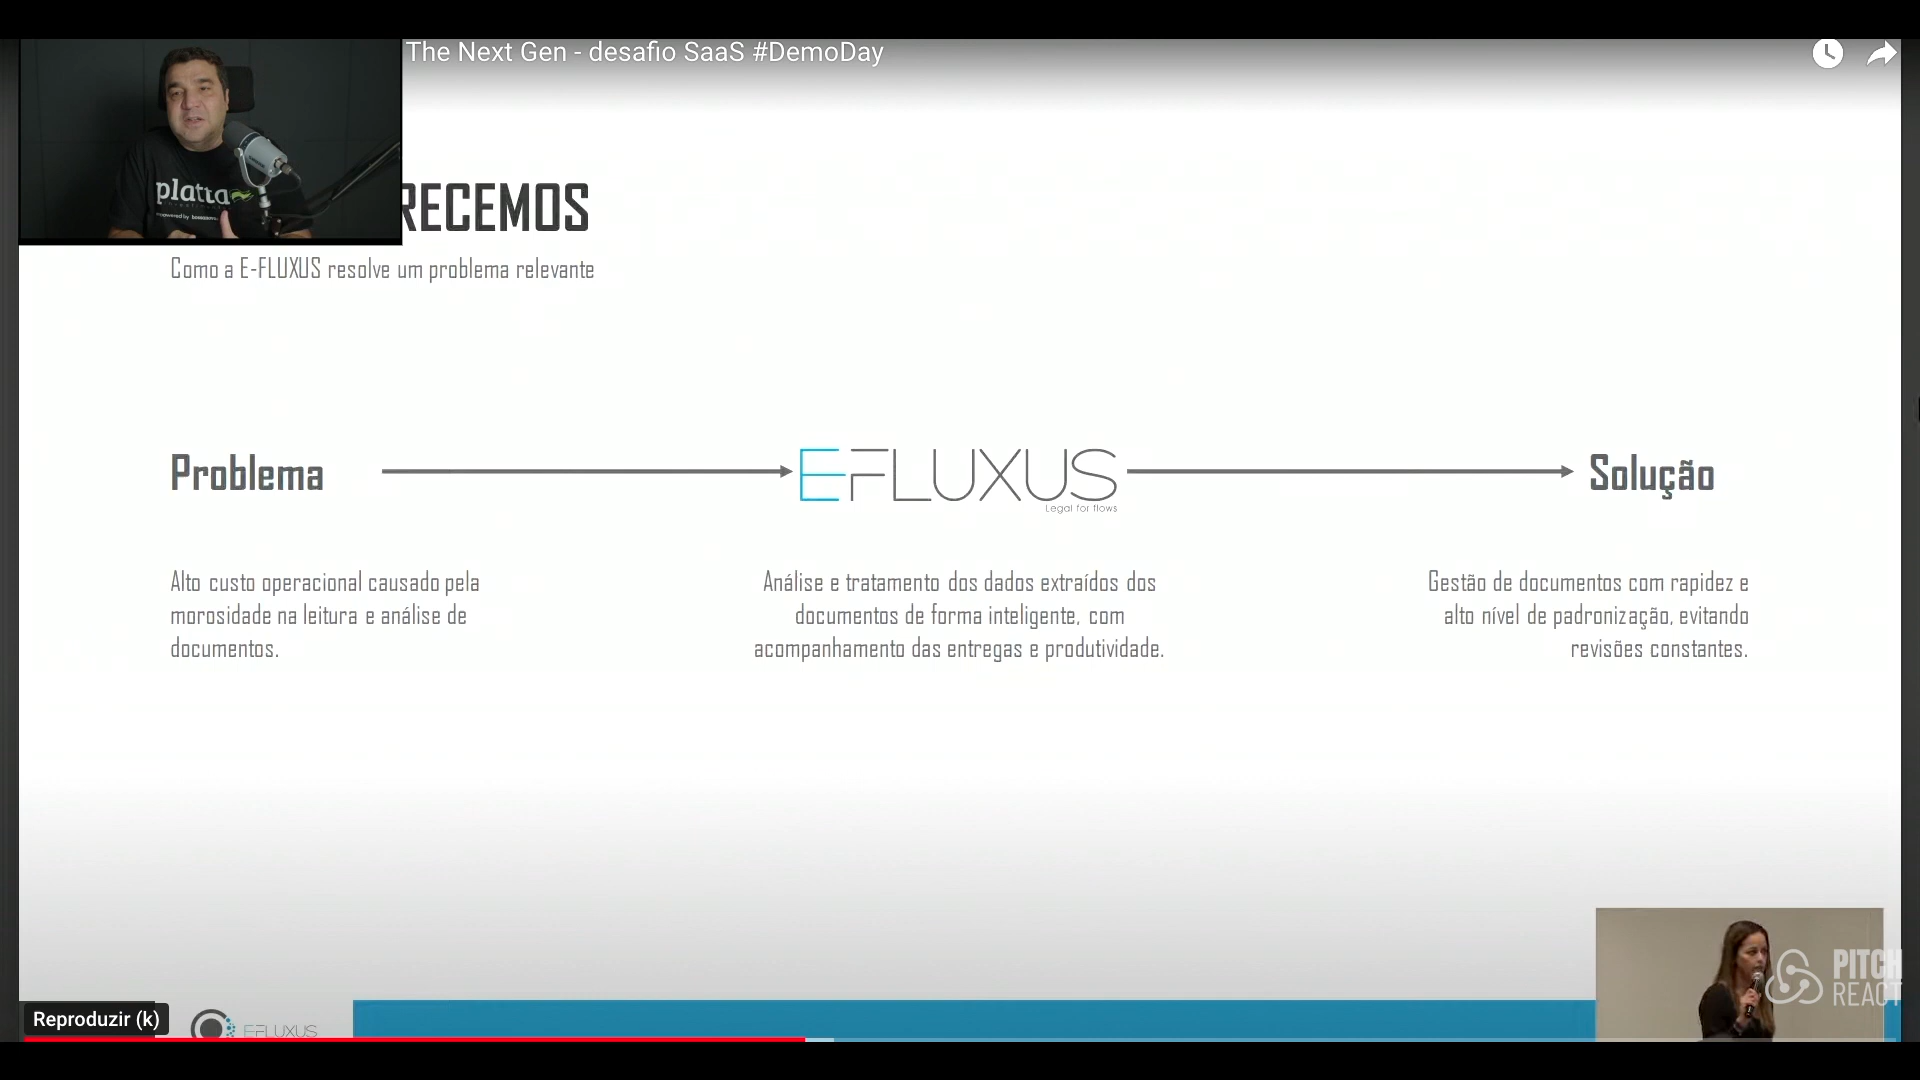 The Next Gen - desafio SaaS #DemoDay
platta
RECEMOS
Como a E-FLUXUS resolve um problema relevante
Problema
E-FLUXUS
Legal for flows
Solução
Alto custo operacional causado pela
morosidade na leitura e análise de
documentos.
Análise e tratamento dos dados extraídos dos
documentos de forma inteligente, com
acompanhamento das entregas e produtividade.
Gestão de documentos com rapidez e
alto nível de padronização, evitando
revisões constantes.
PITCH
REACT
Reproduzir (k)
E-FLUXUS